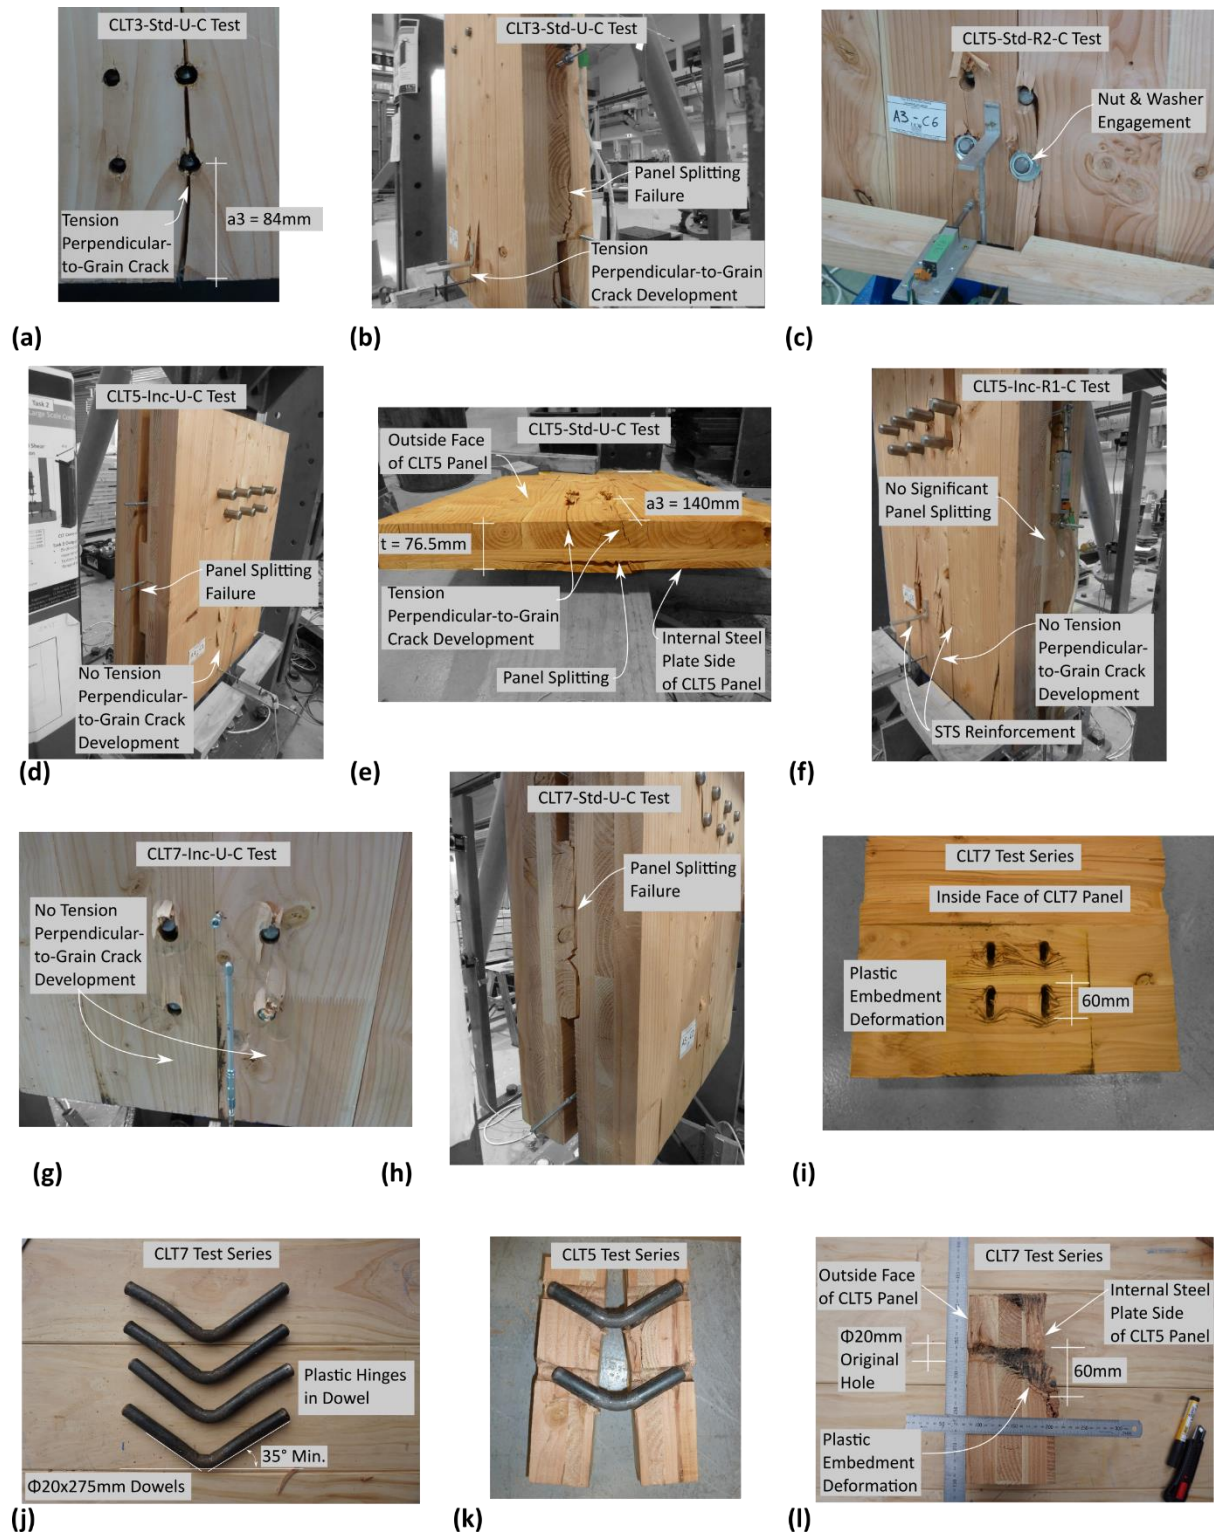 CLT3-Std-U-C Test
Tension
Perpendicular-
to-Grain Crack
a3 = 84mm
(a)
CLT3-Std-U-C Test
Panel Splitting
Failure
Tension
Perpendicular-to-Grain
Crack Development
(b)
CLT5-Std-R2-C Test
A3-C6
Nut & Washer
Engagement
(c)
Task 2
CLT5-Inc-U-C Test
Panel Splitting
Failure
No Tension
Perpendicular-
to-Grain Crack
Development
(d)
CLT5-Std-U-C Test
Outside Face
of CLT5 Panel
a3 = 140mm
t = 76.5mm
Tension
Perpendicular-to-Grain
Crack Development
Panel Splitting
Internal Steel
Plate Side
of CLT5 Panel
(e)
CLT5-Inc-R1-C Test
No Significant
Panel Splitting
No Tension
Perpendicular-
to-Grain Crack
Development
STS Reinforcement
(f)
CLT7-Inc-U-C Test
No Tension
Perpendicular-
to-Grain Crack
Development
(g)
CLT7-Std-U-C Test
Panel Splitting
Failure
(h)
CLT7 Test Series
Inside Face of CLT7 Panel
Plastic
Embedment
Deformation
60mm
(i)
CLT7 Test Series
Plastic Hinges
in Dowel
35° Min.
Φ20x275mm Dowels
(j)
CLT5 Test Series
(k)
CLT7 Test Series
Outside Face
of CLT5 Panel
Internal Steel
Plate Side
of CLT5 Panel
Φ20mm
Original
Hole
60mm
Plastic
Embedment
Deformation
(l)